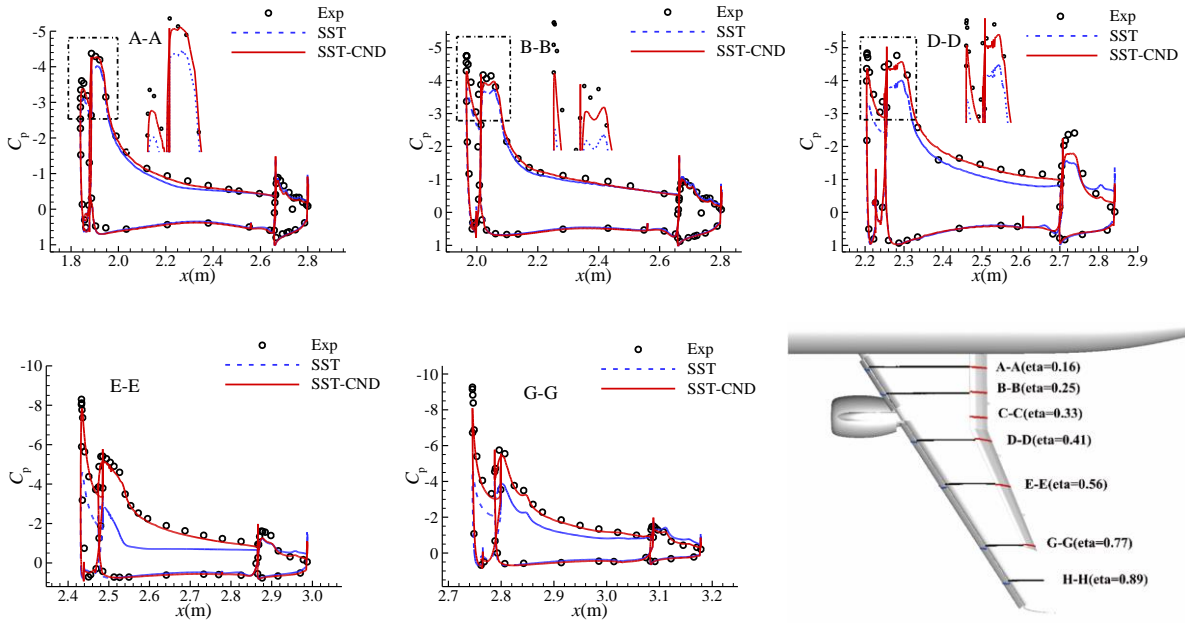 Exp
SST
SST-CND
A-A
-5
-4
-3
-2
-1
0
1
Cp
1.8 2.0 2.2 2.4 2.6 2.8
x(m)
Exp
SST
SST-CND
B-B
-5
-4
-3
-2
-1
0
1
Cp
2.0 2.2 2.4 2.6 2.8
x(m)
Exp
SST
SST-CND
D-D
-5
-4
-3
-2
-1
0
1
Cp
2.2 2.3 2.4 2.5 2.6 2.7 2.8 2.9
x(m)
Exp
SST
SST-CND
E-E
-10
-8
-6
-4
-2
0
Cp
2.4 2.5 2.6 2.7 2.8 2.9 3.0
x(m)
Exp
SST
SST-CND
G-G
-10
-8
-6
-4
-2
0
Cp
2.7 2.8 2.9 3.0 3.1 3.2
x(m)
A-A(eta=0.16)
B-B(eta=0.25)
C-C(eta=0.33)
D-D(eta=0.41)
E-E(eta=0.56)
G-G(eta=0.77)
H-H(eta=0.89)